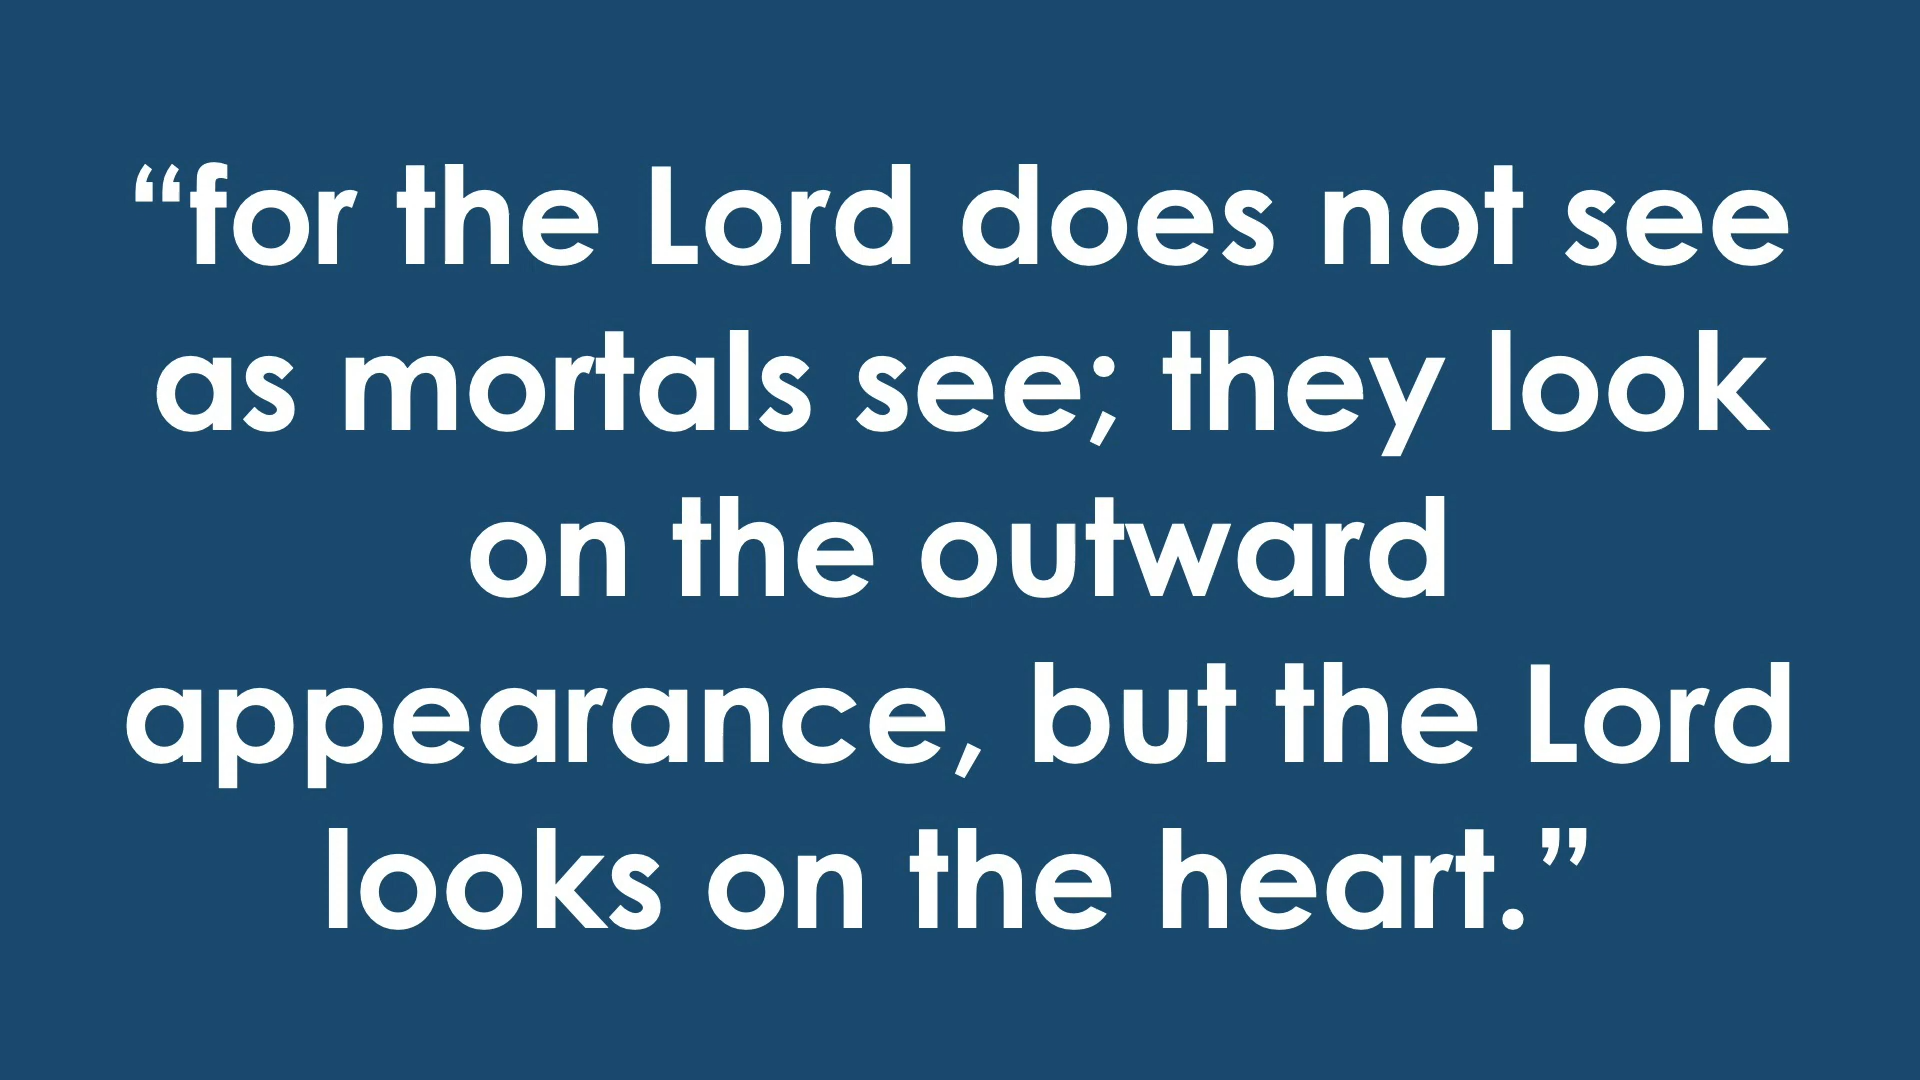 “for the Lord does not see
as mortals see; they look
on the outward
appearance, but the Lord
looks on the heart.”